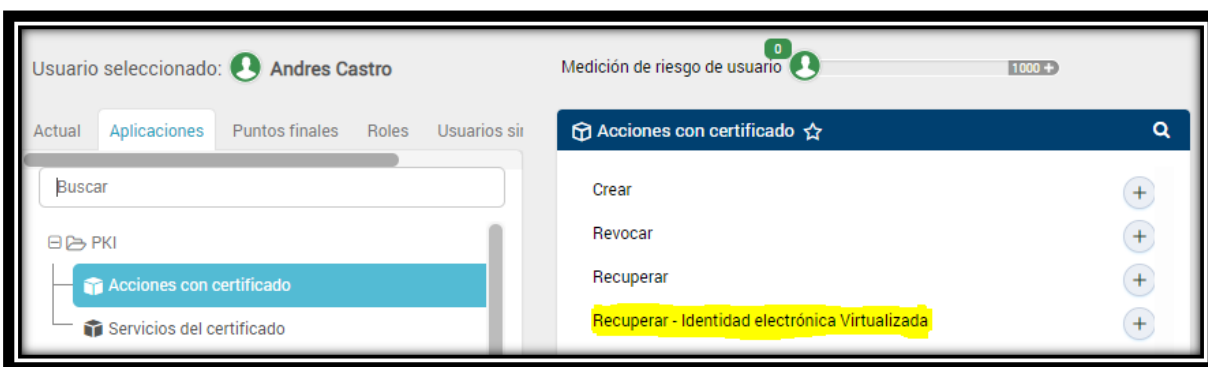 Usuario seleccionado: Andres Castro
Medición de riesgo de usuario 0 1000 +
Actual Aplicaciones Puntos finales Roles Usuarios sin
Buscar
PKI
Acciones con certificado
Servicios del certificado
Acciones con certificado
Crear
Revocar
Recuperar
Recuperar - Identidad electrónica Virtualizada